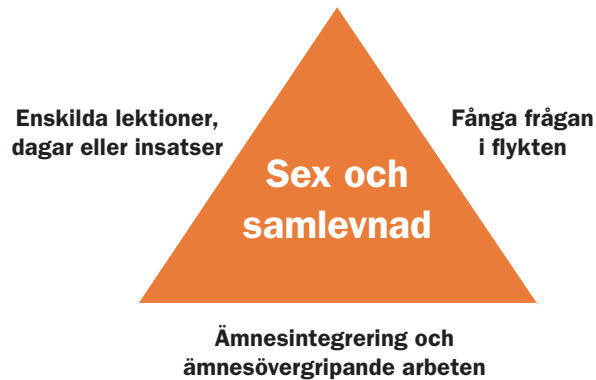 Enskilda lektioner,
dagar eller insatser
Fånga frågan
i flykten
Sex och
samlevnad
Ämnesintegrering och
ämnesövergripande arbeten